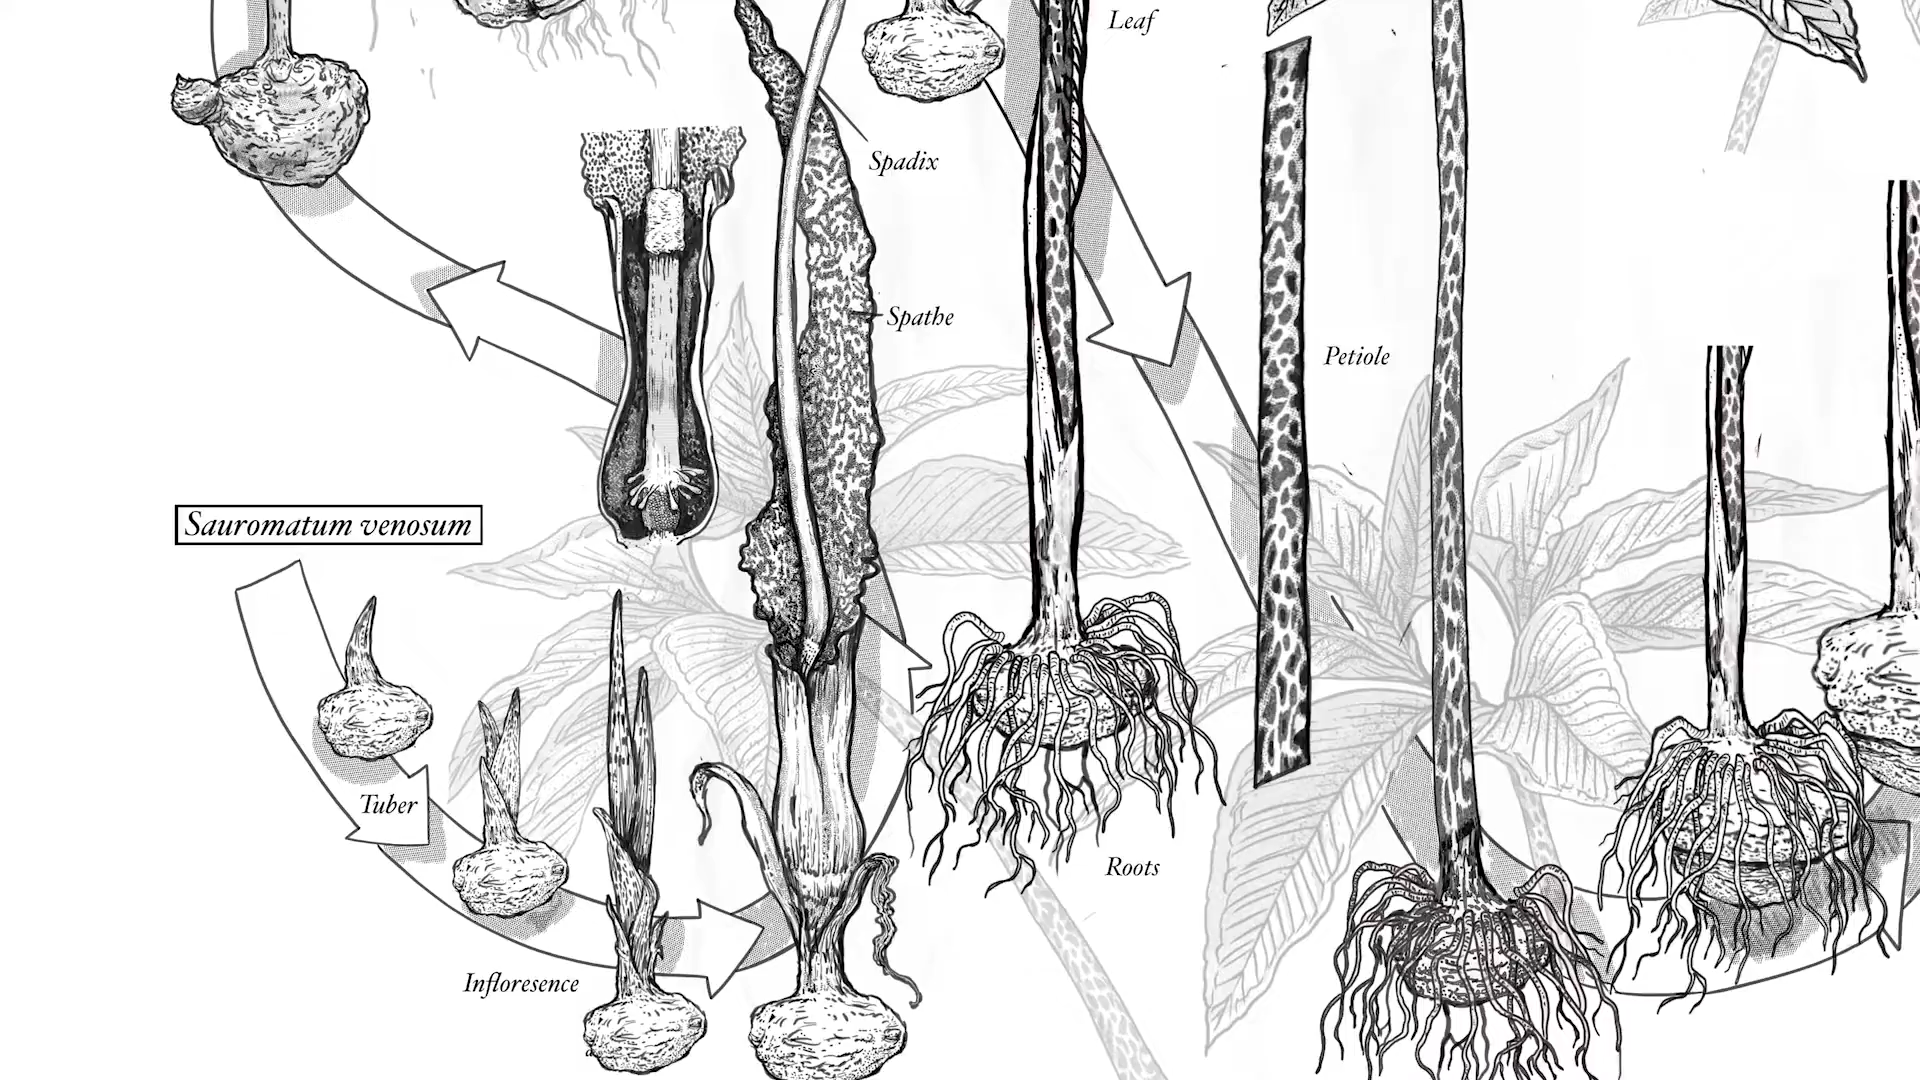 Leaf
Spadix
Spathe
Petiole
Sauromatum venosum
Tuber
Roots
Infloresence